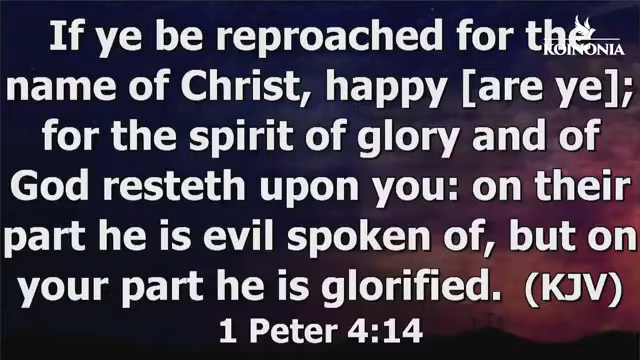 If ye be reproached for the
KOINONIA
name of Christ, happy [are ye];
for the spirit of glory and of
God resteth upon you: on their
part he is evil spoken of, but on
your part he is glorified. (KJV)
1 Peter 4:14